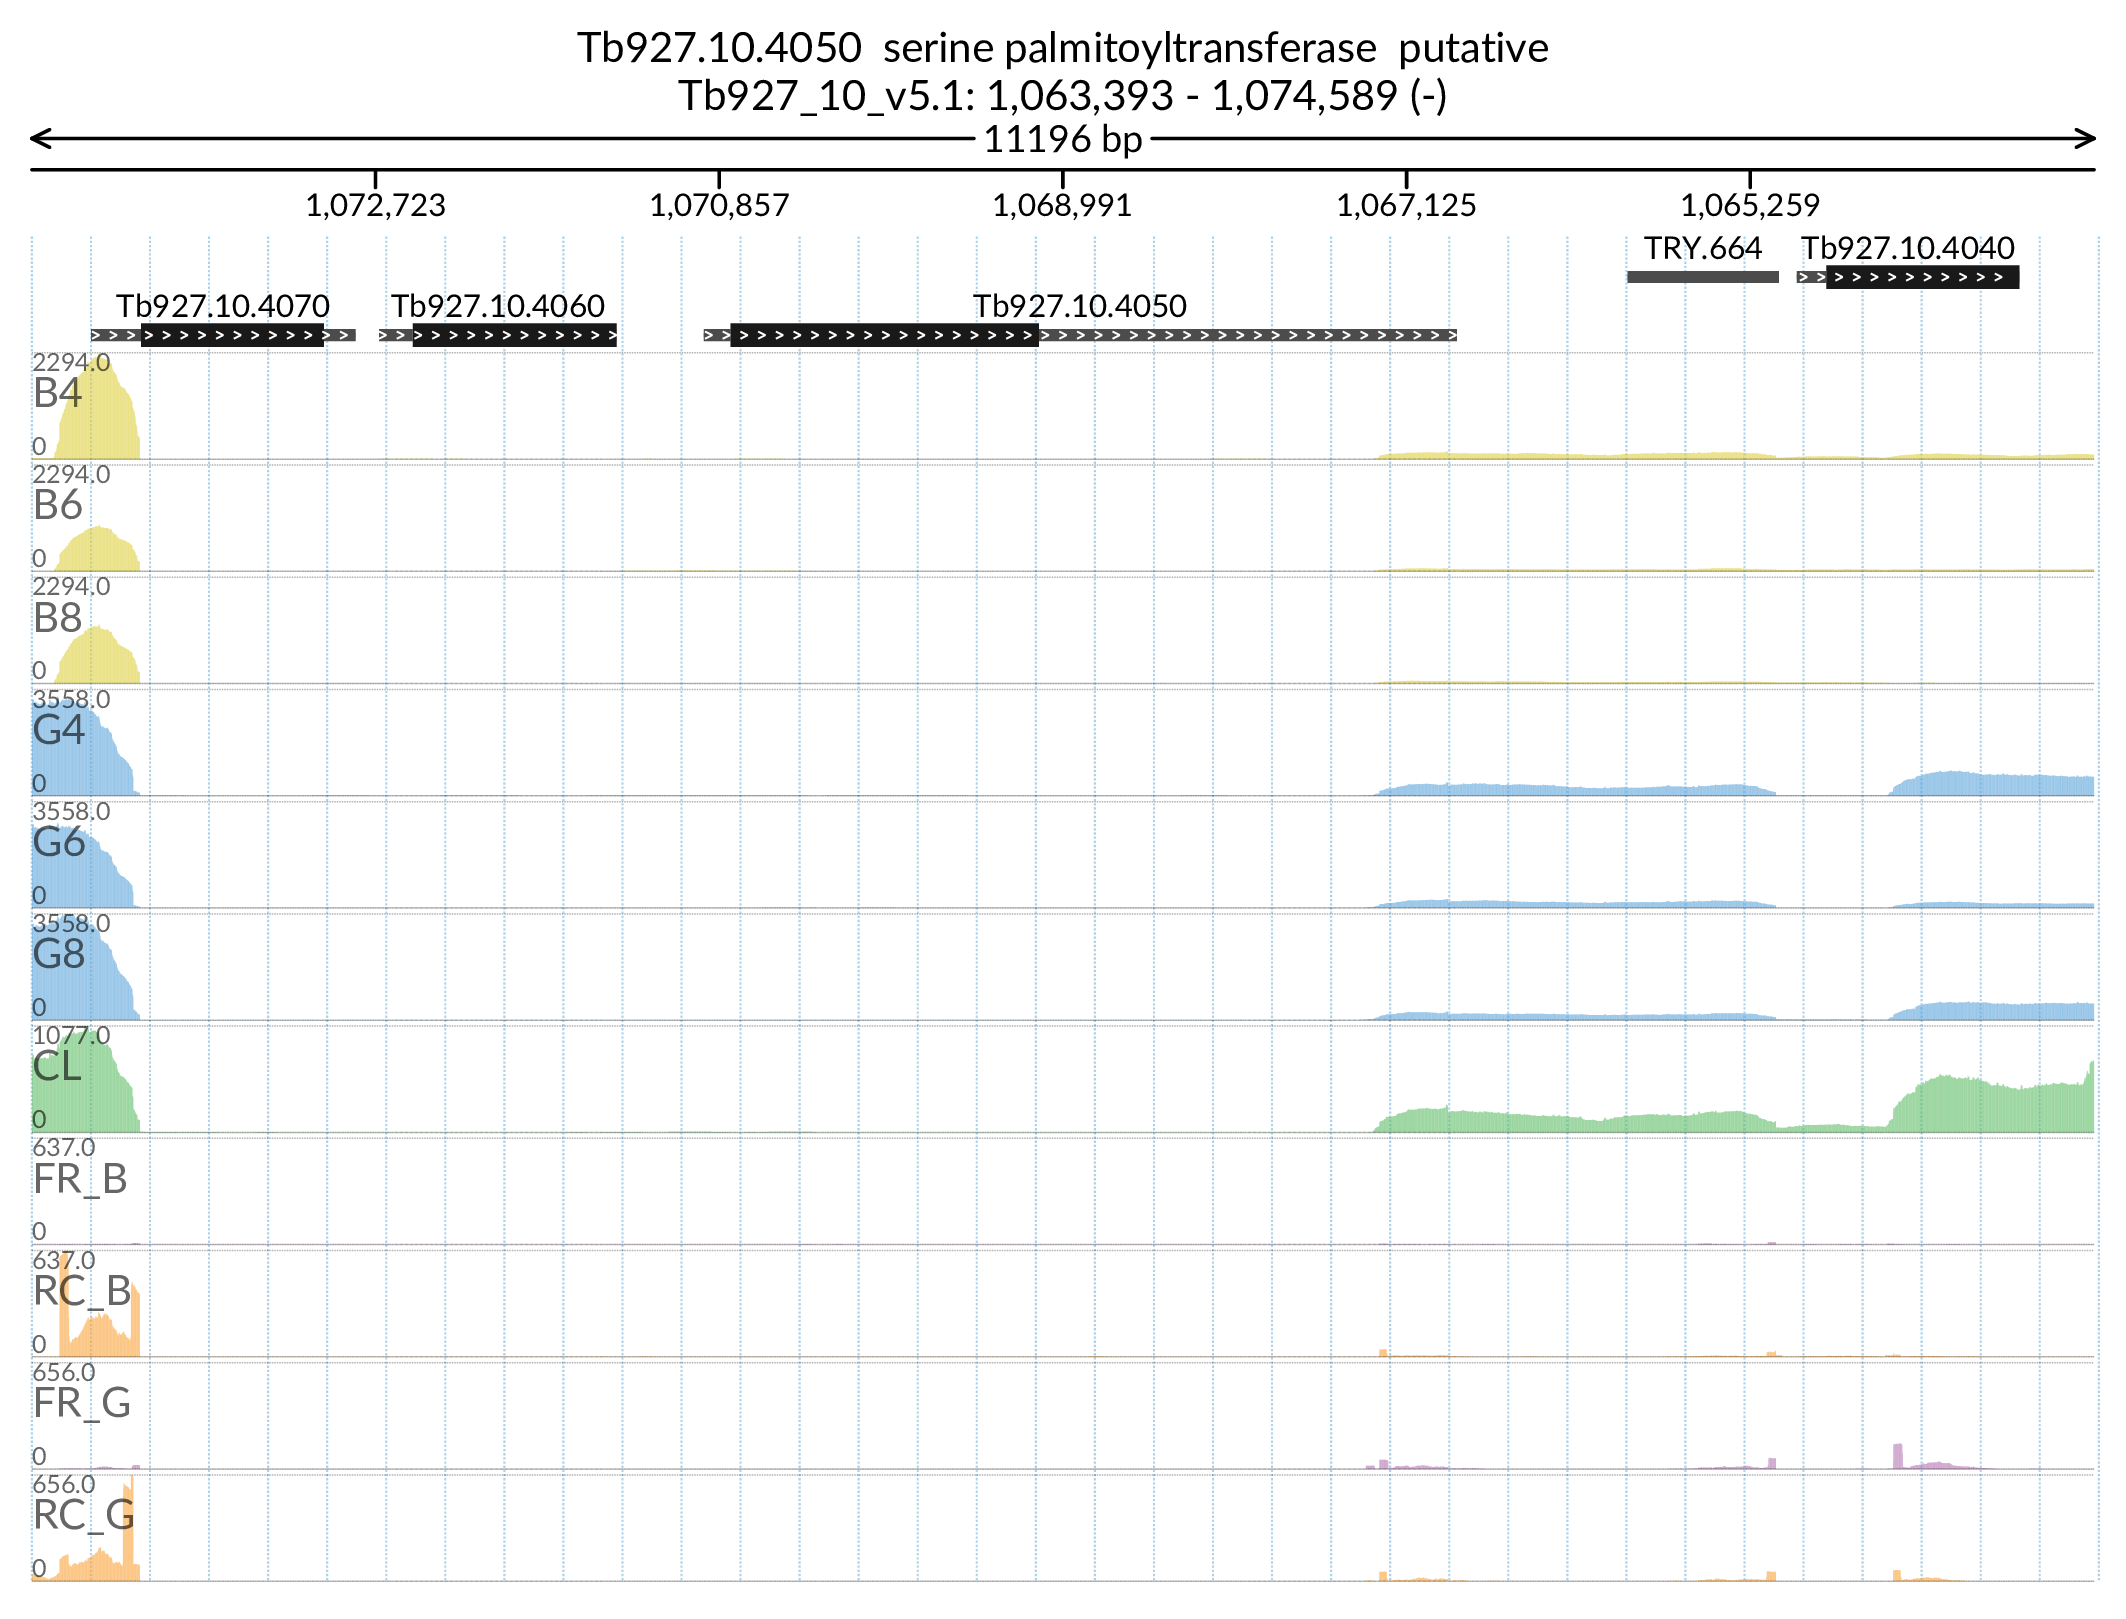 Tb927.10.4050  serine palmitoyltransferase  putative
Tb927_10_v5.1: 1,063,393 - 1,074,589 (-)
11196 bp
1,072,723 1,070,857 1,068,991 1,067,125 1,065,259
TRY.664 Tb927.10.4040
Tb927.10.4070 Tb927.10.4060 Tb927.10.4050
2294.0
B4
0
2294.0
B6
0
2294.0
B8
0
3558.0
G4
0
3558.0
G6
0
3558.0
G8
0
1077.0
CL
0
637.0
FR_B
0
637.0
RC_B
0
656.0
FR_G
0
656.0
RC_G
0